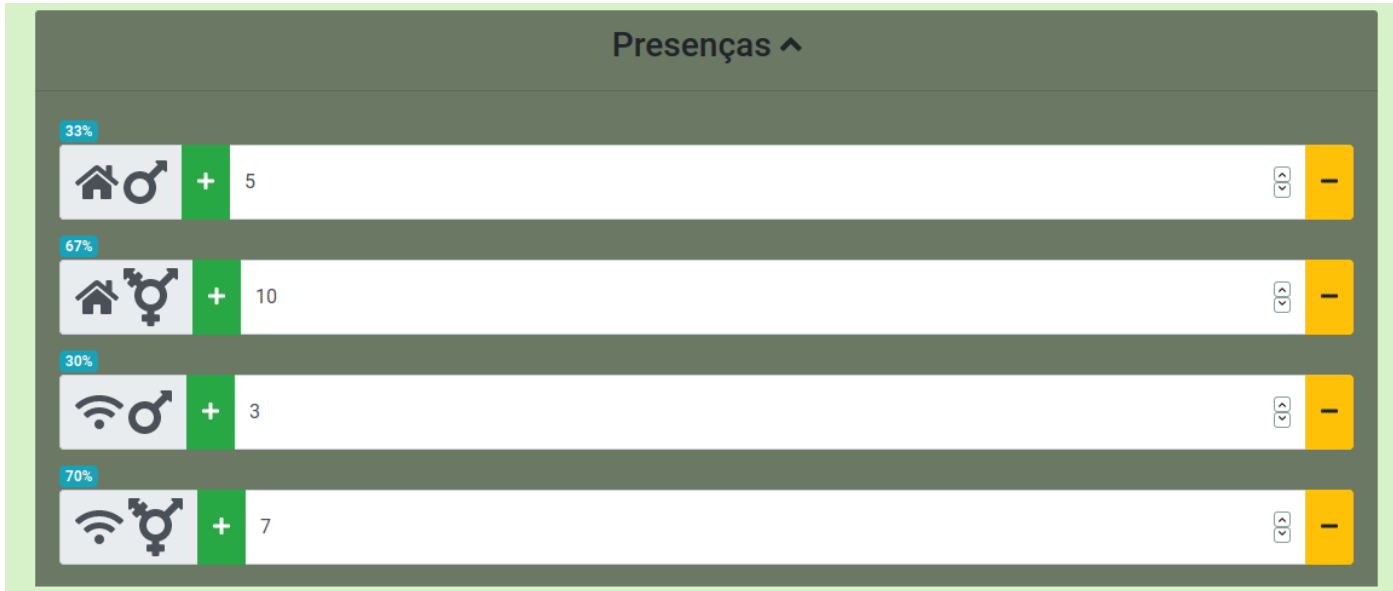 Presenças
33%
+ 5 −
67%
+ 10 −
30%
+ 3 −
70%
+ 7 −